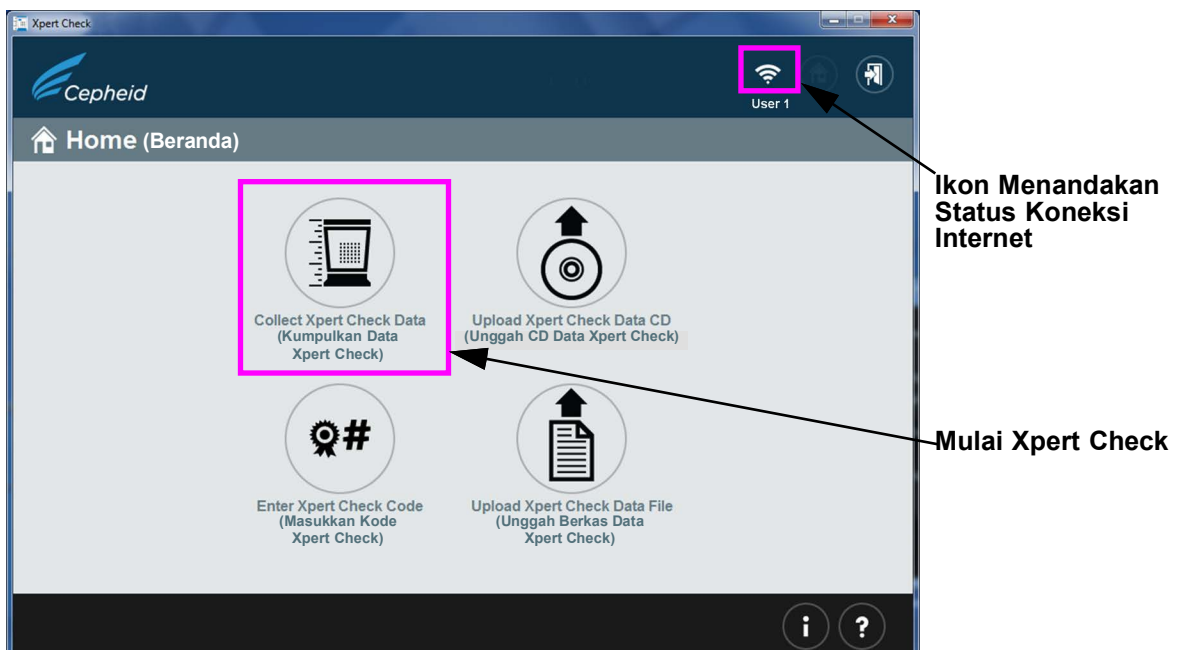 Xpert Check
Cepheid
User 1
Home (Beranda)
Ikon Menandakan
Status Koneksi
Internet
Collect Xpert Check Data
(Kumpulkan Data
Xpert Check)
Upload Xpert Check Data CD
(Unggah CD Data Xpert Check)
Mulai Xpert Check
#
Enter Xpert Check Code
(Masukkan Kode
Xpert Check)
Upload Xpert Check Data File
(Unggah Berkas Data
Xpert Check)
i ?